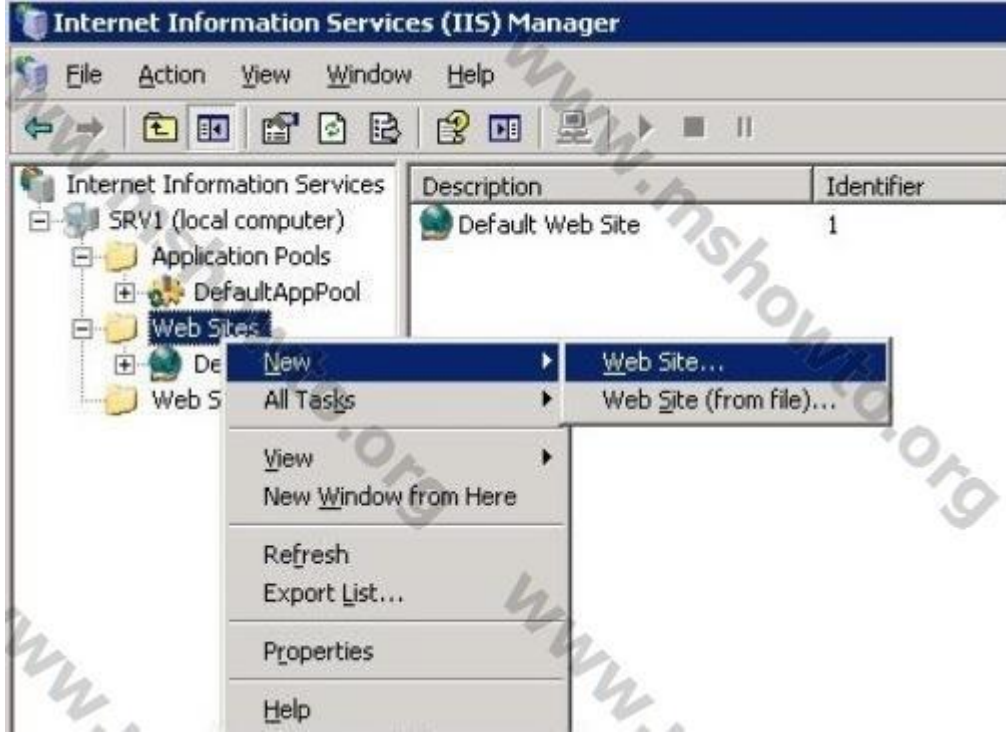 Internet Information Services (IIS) Manager
File Action View Window Help
Internet Information Services
SRV1 (local computer)
Application Pools
DefaultAppPool
Web Sites
De
Web S
Description Identifier
Default Web Site 1
New
All Tasks
View
New Window from Here
Refresh
Export List...
Properties
Help
Web Site...
Web Site (from file)...
www.mshowto.org